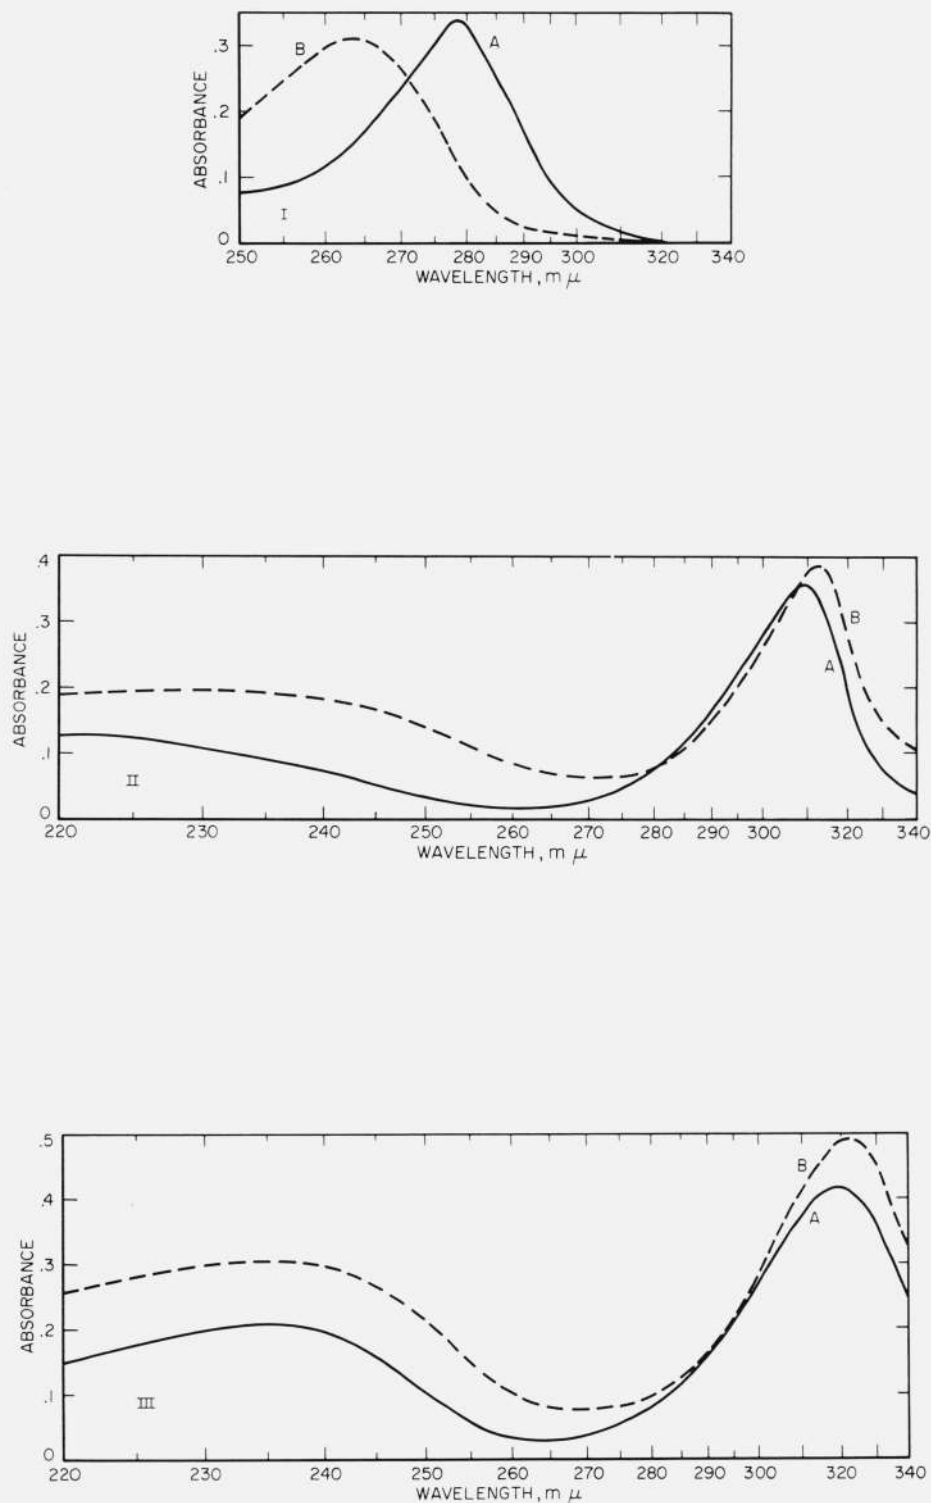 .3
B
A
.2
ABSORBANCE
.1
I
0
250 260 270 280 290 300 320 340
WAVELENGTH, m μ
.4
.3
B
A
.2
ABSORBANCE
.1
II
0
220 230 240 250 260 270 280 290 300 320 340
WAVELENGTH, m μ
.5
B
.4
A
.3
ABSORBANCE
.2
.1
III
0
220 230 240 250 260 270 280 290 300 320 340
WAVELENGTH, m μ